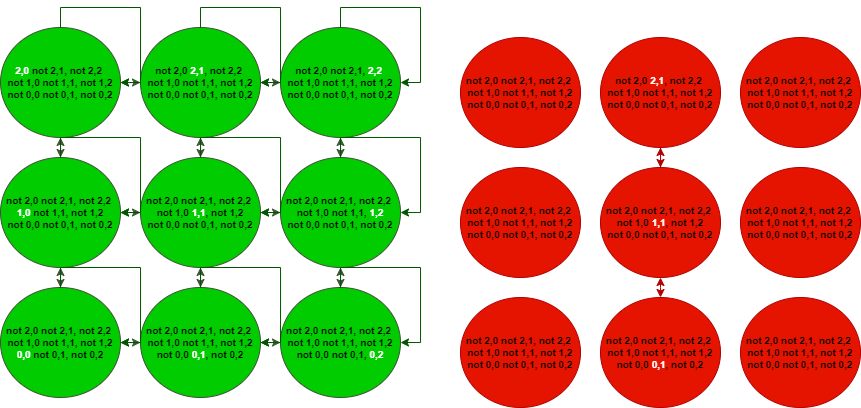 2,0 not 2,1, not 2,2
not 1,0 not 1,1, not 1,2
not 0,0 not 0,1, not 0,2
not 2,0 2,1, not 2,2
not 1,0 not 1,1, not 1,2
not 0,0 not 0,1, not 0,2
not 2,0 not 2,1, 2,2
not 1,0 not 1,1, not 1,2
not 0,0 not 0,1, not 0,2
not 2,0 not 2,1, not 2,2
1,0 not 1,1, not 1,2
not 0,0 not 0,1, not 0,2
not 2,0 not 2,1, not 2,2
not 1,0 1,1, not 1,2
not 0,0 not 0,1, not 0,2
not 2,0 not 2,1, not 2,2
not 1,0 not 1,1, 1,2
not 0,0 not 0,1, not 0,2
not 2,0 not 2,1, not 2,2
not 1,0 not 1,1, not 1,2
0,0 not 0,1, not 0,2
not 2,0 not 2,1, not 2,2
not 1,0 not 1,1, not 1,2
not 0,0 0,1, not 0,2
not 2,0 not 2,1, not 2,2
not 1,0 not 1,1, not 1,2
not 0,0 not 0,1, 0,2
not 2,0 not 2,1, not 2,2
not 1,0 not 1,1, not 1,2
not 0,0 not 0,1, not 0,2
not 2,0 2,1, not 2,2
not 1,0 not 1,1, not 1,2
not 0,0 not 0,1, not 0,2
not 2,0 not 2,1, not 2,2
not 1,0 not 1,1, not 1,2
not 0,0 not 0,1, not 0,2
not 2,0 not 2,1, not 2,2
not 1,0 not 1,1, not 1,2
not 0,0 not 0,1, not 0,2
not 2,0 not 2,1, not 2,2
not 1,0 1,1, not 1,2
not 0,0 not 0,1, not 0,2
not 2,0 not 2,1, not 2,2
not 1,0 not 1,1, not 1,2
not 0,0 not 0,1, not 0,2
not 2,0 not 2,1, not 2,2
not 1,0 not 1,1, not 1,2
not 0,0 not 0,1, not 0,2
not 2,0 not 2,1, not 2,2
not 1,0 not 1,1, not 1,2
not 0,0 0,1, not 0,2
not 2,0 not 2,1, not 2,2
not 1,0 not 1,1, not 1,2
not 0,0 not 0,1, not 0,2